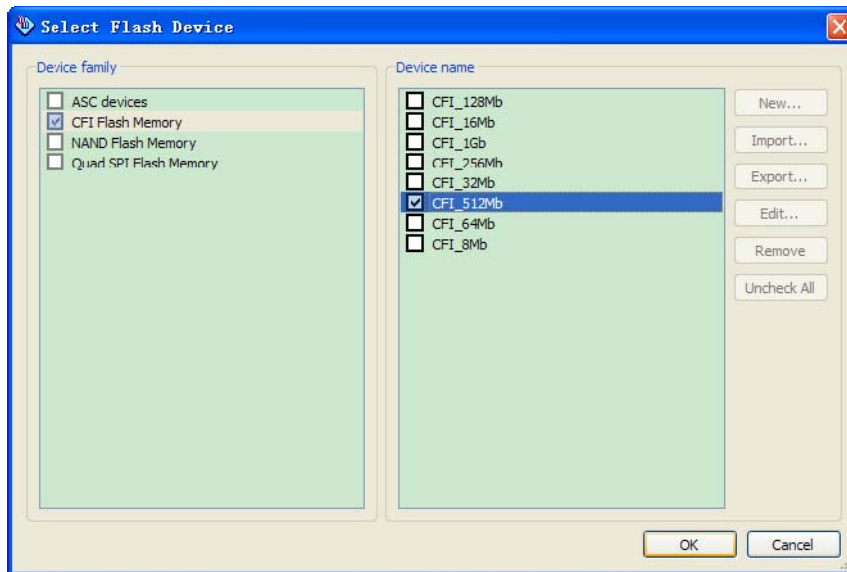 Select Flash Device
Device family
ASC devices
CFI Flash Memory
NAND Flash Memory
Quad SPI Flash Memory
Device name
CFI_128Mb
CFI_16Mb
CFI_1Gb
CFI_256Mb
CFI_32Mb
CFI_512Mb
CFI_64Mb
CFI_8Mb
New...
Import...
Export...
Edit...
Remove
Uncheck All
OK
Cancel